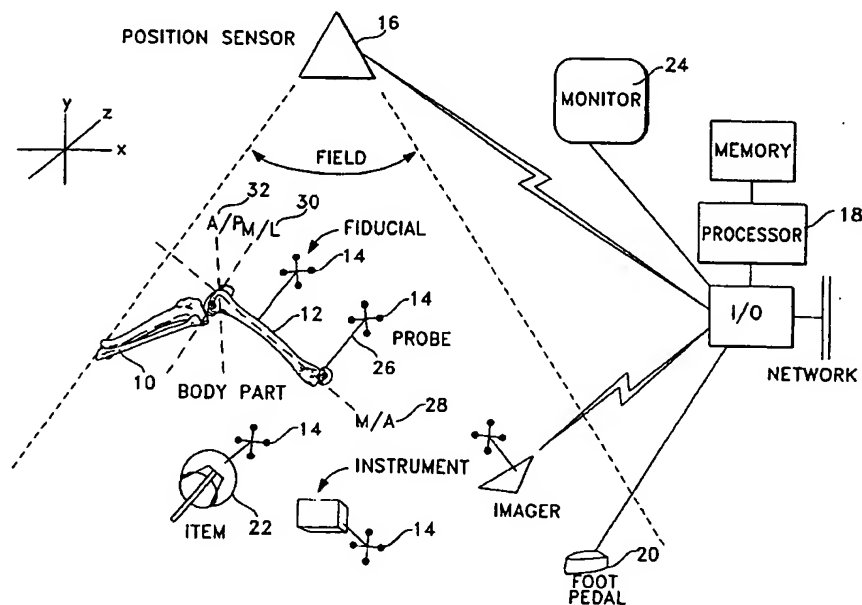 POSITION SENSOR
16
24
MONITOR
MEMORY
18
PROCESSOR
I/O
NETWORK
y
z
x
FIELD
32
30
A/P
M/L
FIDUCIAL
14
12
14
PROBE
26
10
BODY PART
M/A
28
14
INSTRUMENT
ITEM
22
14
IMAGER
20
FOOT
PEDAL